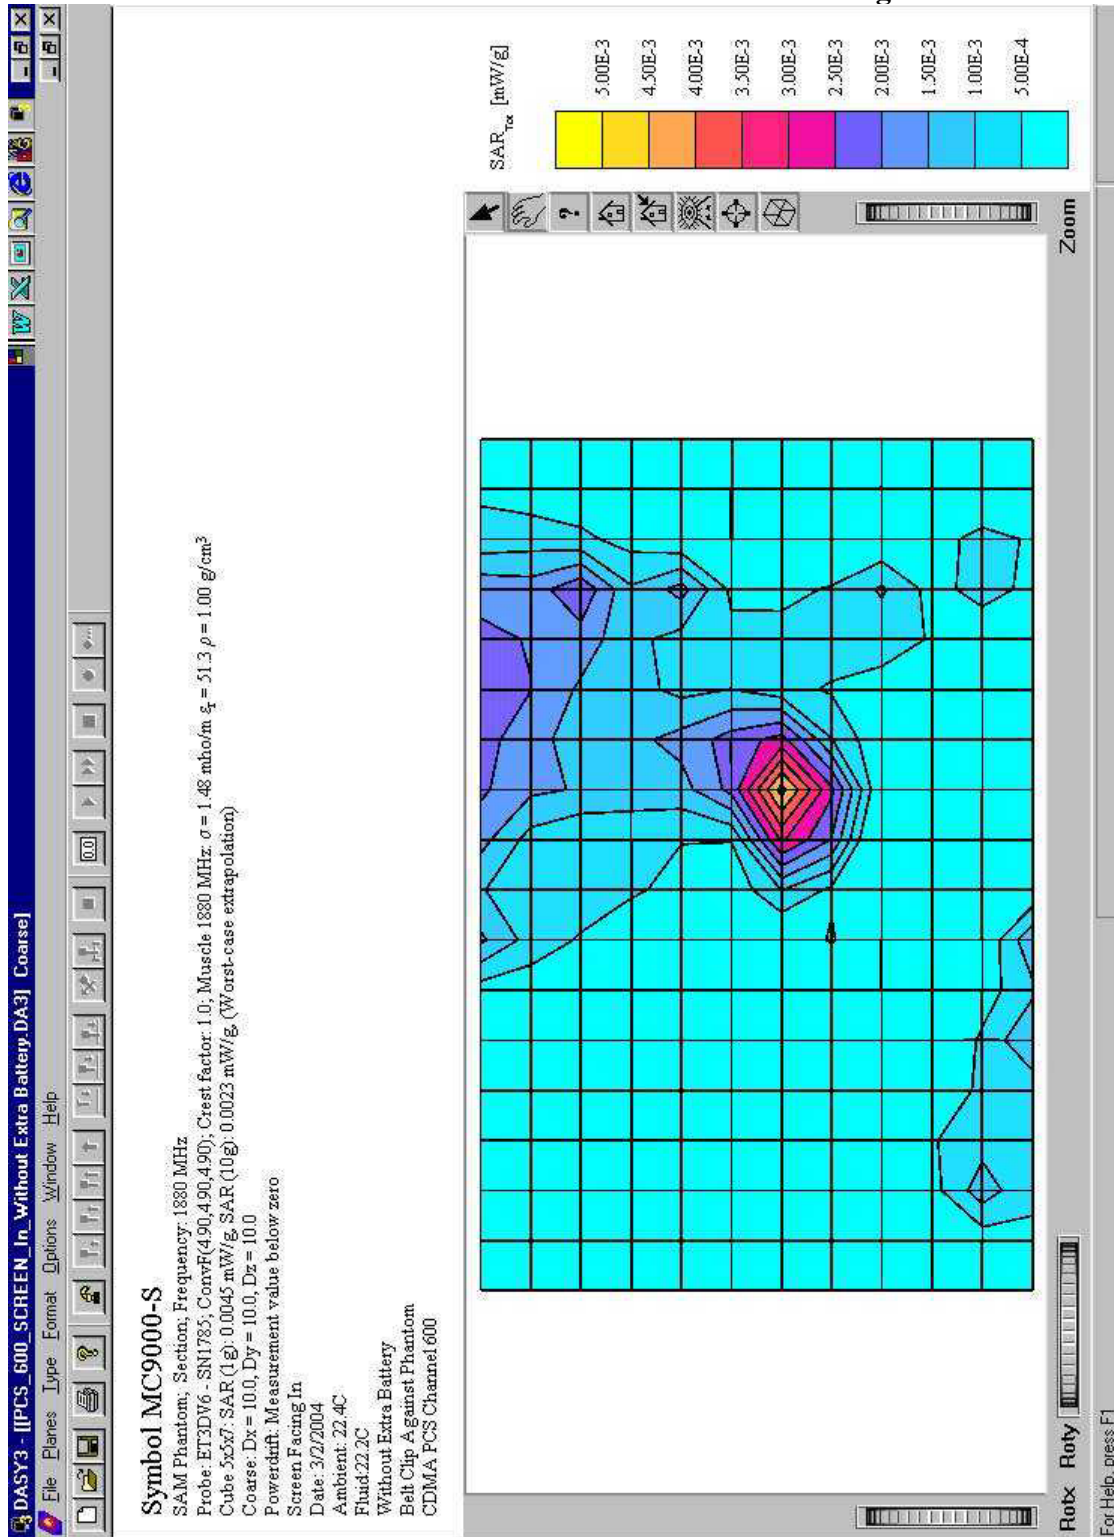 g
DASY3 - [[PCS_600_SCREEN_In_Without Extra Battery.DA3] Coarse]
File Planes Type Format Options Window Help
0.0
Symbol MC9000-S
SAM Phantom; Section; Frequency: 1880 MHz
Probe: ET3DV6 - SN1785; ConvF(4.90,4.90,4.90); Crest factor: 1.0; Muscle 1880 MHz: σ = 1.48 mho/m εr = 51.3 ρ = 1.00 g/cm³
Cube 5x5x7: SAR (1g): 0.0045 mW/g, SAR (10g): 0.0023 mW/g, (Worst-case extrapolation)
Coarse: Dx = 10.0, Dy = 10.0, Dz = 10.0
Powerdrift: Measurement value below zero
Screen Facing In
Date: 3/2/2004
Ambient: 22.4C
Fluid:22.2C
Without Extra Battery
Belt Clip Against Phantom
CDMA PCS Channel 600
SAR Tot [mW/g]
5.00E-3
4.50E-3
4.00E-3
3.50E-3
3.00E-3
2.50E-3
2.00E-3
1.50E-3
1.00E-3
5.00E-4
Rotx Roty Zoom
For Help, press F1